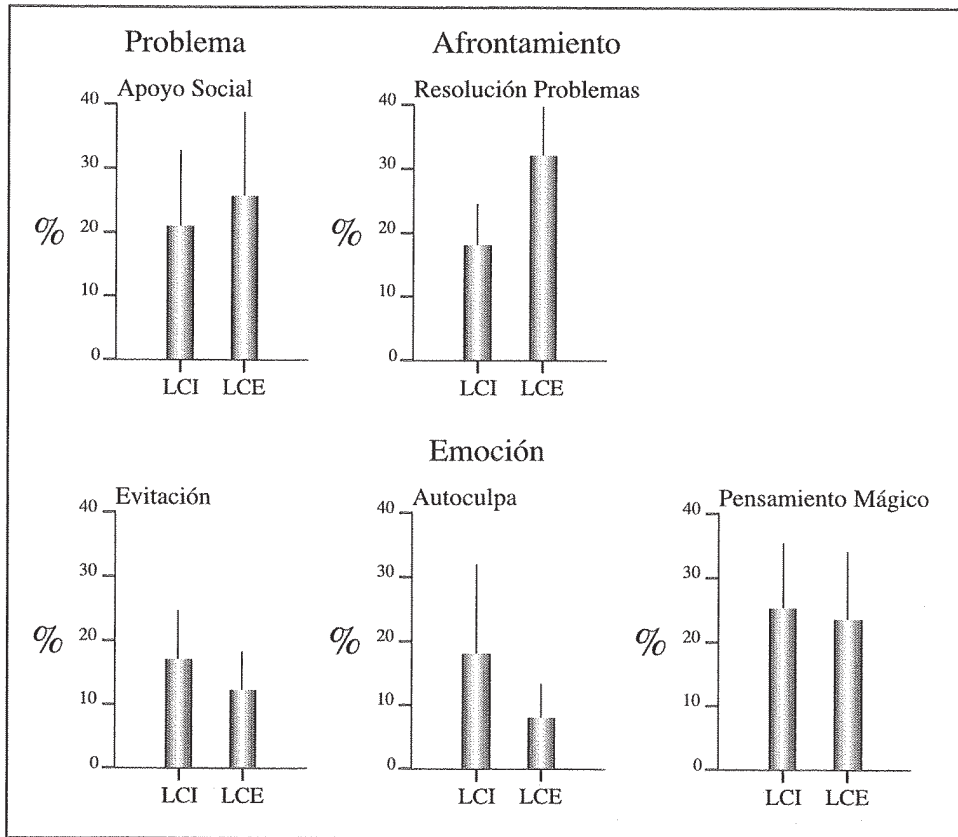 Problema
Afrontamiento
Apoyo Social
Resolución Problemas
40
30
20
10
0
%
LCI LCE
40
30
20
10
0
%
LCI LCE
Emoción
Evitación
Autoculpa
Pensamiento Mágico
40
30
20
10
0
%
LCI LCE
40
30
20
10
0
%
LCI LCE
40
30
20
10
0
%
LCI LCE